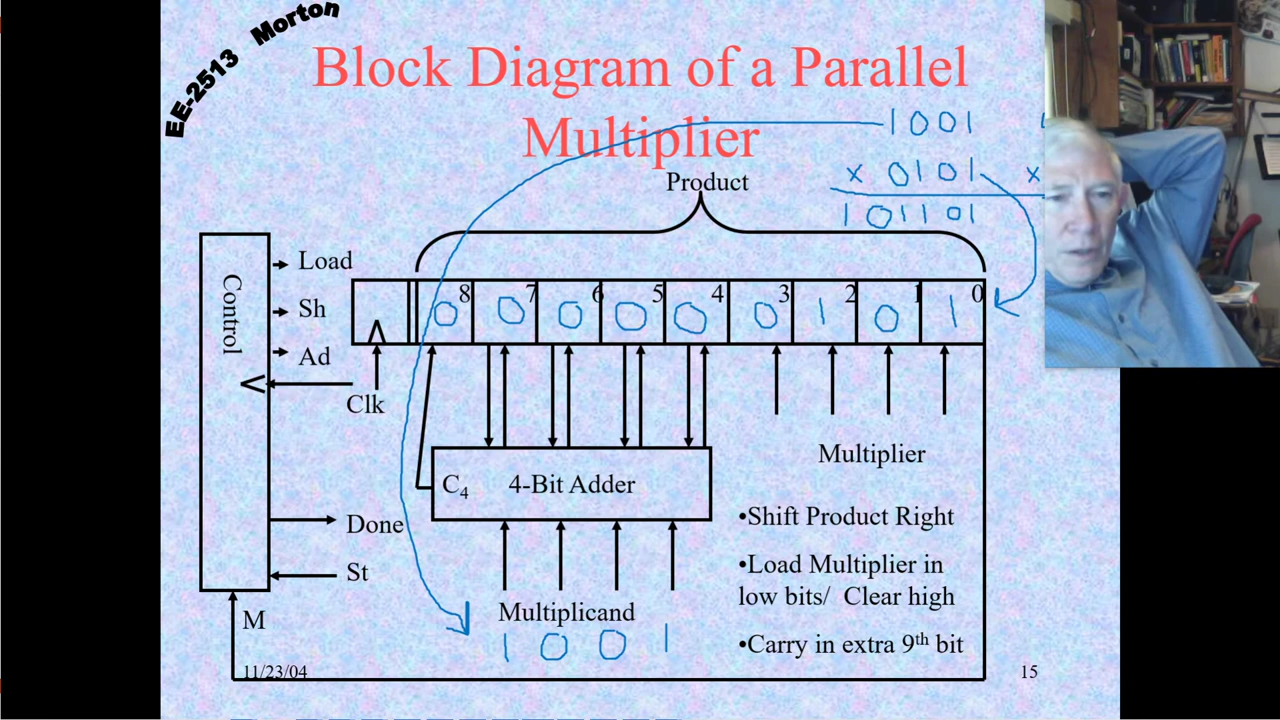 EE-2513 Morton
Block Diagram of a Parallel
Multiplier
1001
x 0101 x
101101
Product
Control
Load
Sh
Ad
Clk
8 7 6 5 4 3 2 1 0
0 0 0 0 0 0 1 0 1
C4 4-Bit Adder
Multiplier
Done
St
M
Multiplicand
1 0 0 1
•Shift Product Right
•Load Multiplier in
low bits/ Clear high
•Carry in extra 9th bit
11/23/04
15